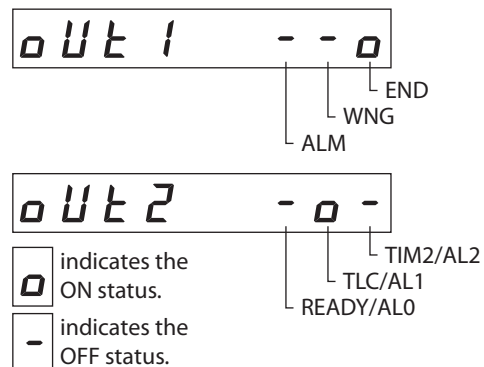 oUt1 - - o
END
WNG
ALM
oUt2 - o -
TIM2/AL2
TLC/AL1
READY/AL0
o indicates the
ON status.
- indicates the
OFF status.